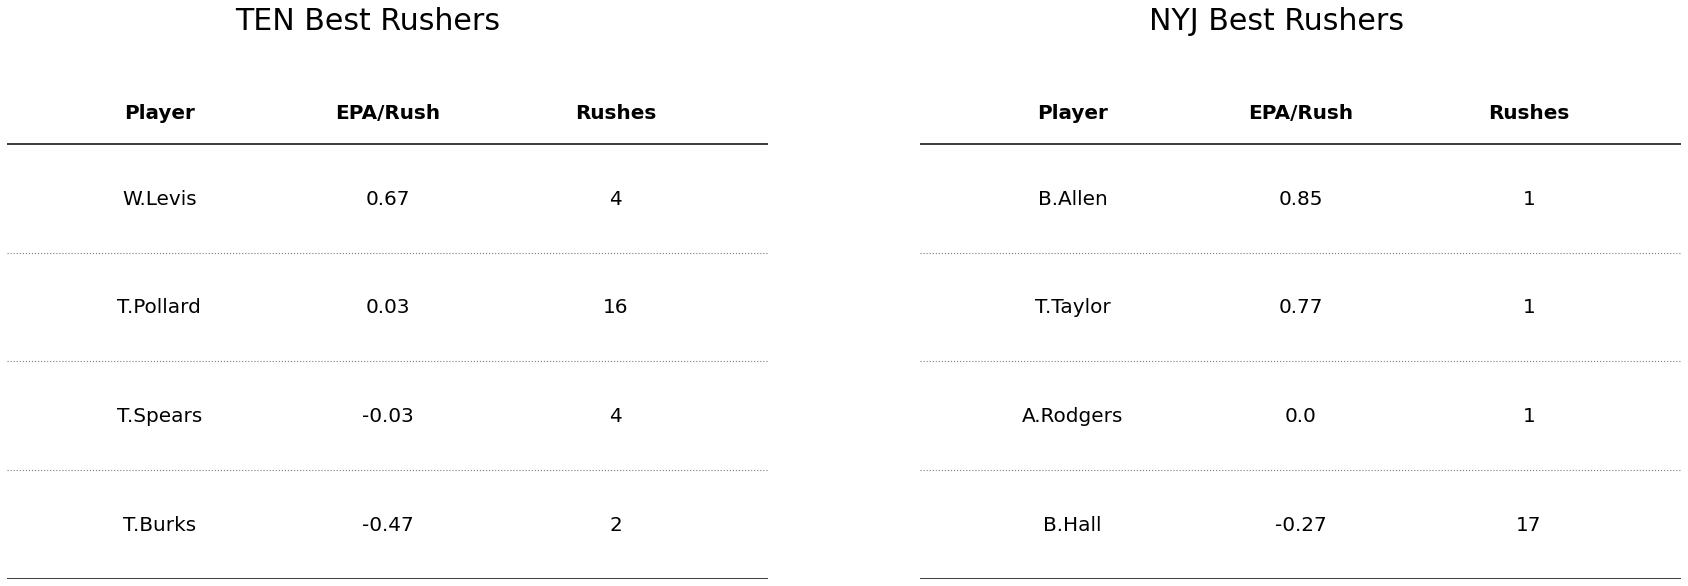 TEN Best Rushers
Player EPA/Rush Rushes
W.Levis 0.67 4
T.Pollard 0.03 16
T.Spears -0.03 4
T.Burks -0.47 2
NYJ Best Rushers
Player EPA/Rush Rushes
B.Allen 0.85 1
T.Taylor 0.77 1
A.Rodgers 0.0 1
B.Hall -0.27 17